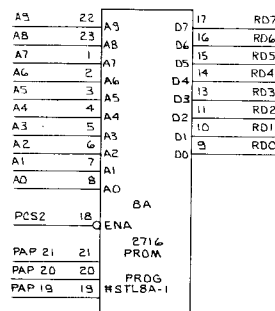 A9 22 A9 D7 17 RD7
A8 23 A8 D6 16 RD6
A7 1 A7 D5 15 RD5
A6 2 A6 D4 14 RD4
A5 3 A5 D3 13 RD3
A4 4 A4 D2 11 RD2
A3 5 A3 D1 10 RD1
A2 6 A2 D0 9 RD0
A1 7 A1
A0 8 A0
8A
PCS2 18 ENA
2716
PAP 21 21 PROM
PAP 20 20 PROG
PAP 19 19 #STL8A-1